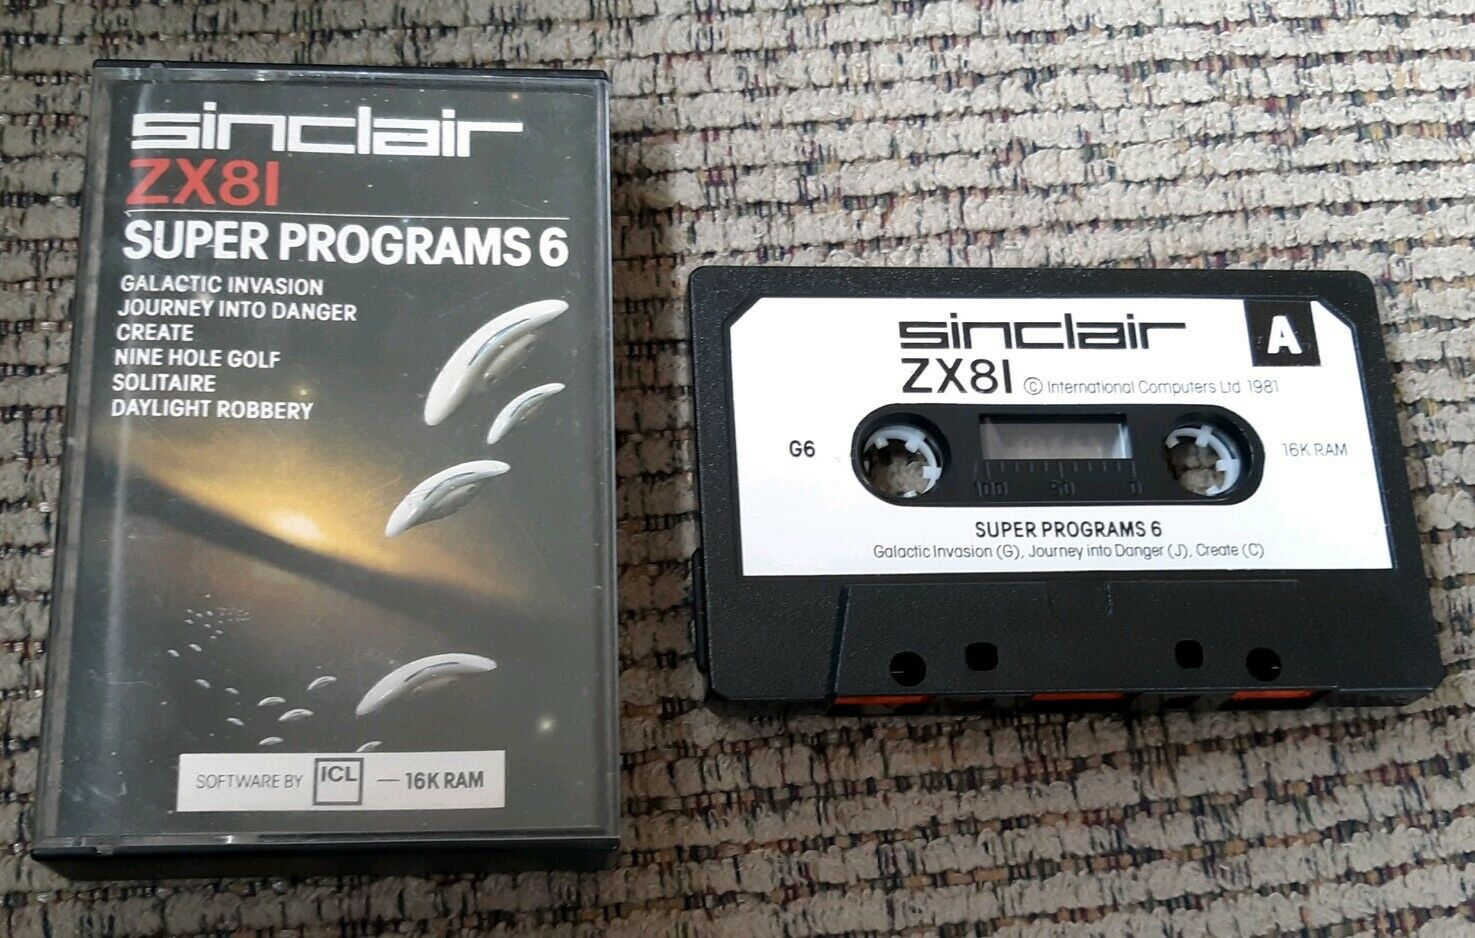 sinclair
ZX81
SUPER PROGRAMS 6
GALACTIC INVASION
JOURNEY INTO DANGER
CREATE
NINE HOLE GOLF
SOLITAIRE
DAYLIGHT ROBBERY
SOFTWARE BY ICL — 16K RAM
sinclair
A
ZX81 © International Computers Ltd 1981
G6
16K RAM
100 50 0
SUPER PROGRAMS 6
Galactic Invasion (G), Journey into Danger (J), Create (C)